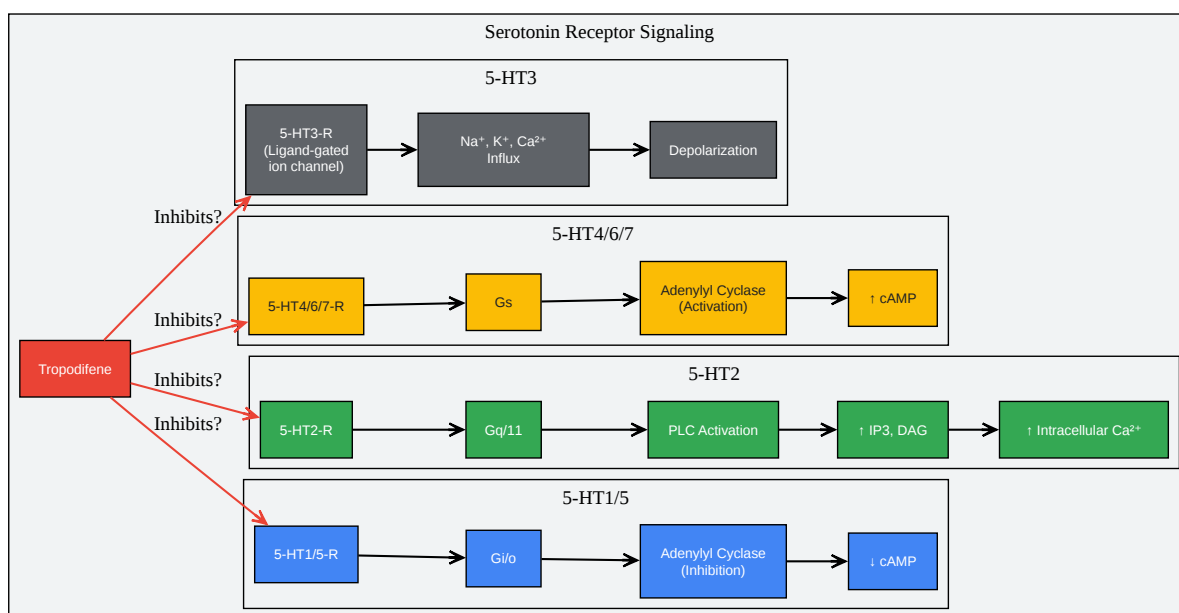 Serotonin Receptor Signaling
5-HT3
5-HT3-R
(Ligand-gated
ion channel)
Na⁺, K⁺, Ca²⁺
Influx
Depolarization
Inhibits?
5-HT4/6/7
5-HT4/6/7-R
Gs
Adenylyl Cyclase
(Activation)
↑ cAMP
Inhibits?
Tropodifene
5-HT2
Inhibits?
5-HT2-R
Gq/11
PLC Activation
↑ IP3, DAG
↑ Intracellular Ca²⁺
Inhibits?
5-HT1/5
5-HT1/5-R
Gi/o
Adenylyl Cyclase
(Inhibition)
↓ cAMP